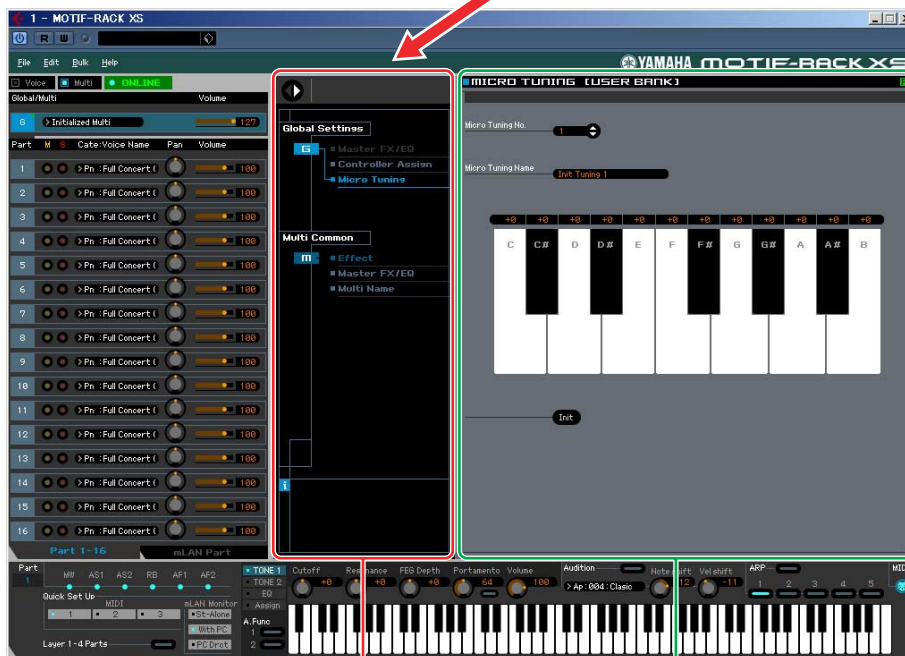 1 - MOTIF-RACK XS
R W
File Edit Bulk Help
YAMAHA MOTIF-RACK XS
Voice Multi ONLINE
Global/Multi Volume
G > Initialized Multi 127
Part M S Cate:Voice Name Pan Volume
1 > Pn :Full Concert ( 100
2 > Pn :Full Concert ( 100
3 > Pn :Full Concert ( 100
4 > Pn :Full Concert ( 100
5 > Pn :Full Concert ( 100
6 > Pn :Full Concert ( 100
7 > Pn :Full Concert ( 100
8 > Pn :Full Concert ( 100
9 > Pn :Full Concert ( 100
10 > Pn :Full Concert ( 100
11 > Pn :Full Concert ( 100
12 > Pn :Full Concert ( 100
13 > Pn :Full Concert ( 100
14 > Pn :Full Concert ( 100
15 > Pn :Full Concert ( 100
16 > Pn :Full Concert ( 100
Part 1-16 mLAN Part
Global Settings
G Master FX/EQ
Controller Assign
Micro Tuning
Multi Common
m Effect
Master FX/EQ
Multi Name
i
MICRO TUNING [USER BANK]
Micro Tuning No. 1
Micro Tuning Name Init Tuning 1
+0 +0 +0 +0 +0 +0 +0 +0 +0 +0 +0 +0
C C# D D# E F F# G G# A A# B
Init
Part MW AS1 AS2 RB AF1 AF2
1
Quick Set Up
MIDI mLAN Monitor
1 2 3 St-Alone
With PC
Layer 1-4 Parts PC Drct
TONE 1
TONE 2
EQ
Assign
A.Func
1
2
Cutoff Resonance FEG Depth Portamento Volume
+0 +0 +0 64 100
Audition Note shift Vel shift ARP
> Ap:004:Clasic 12 -11 1 2 3 4 5